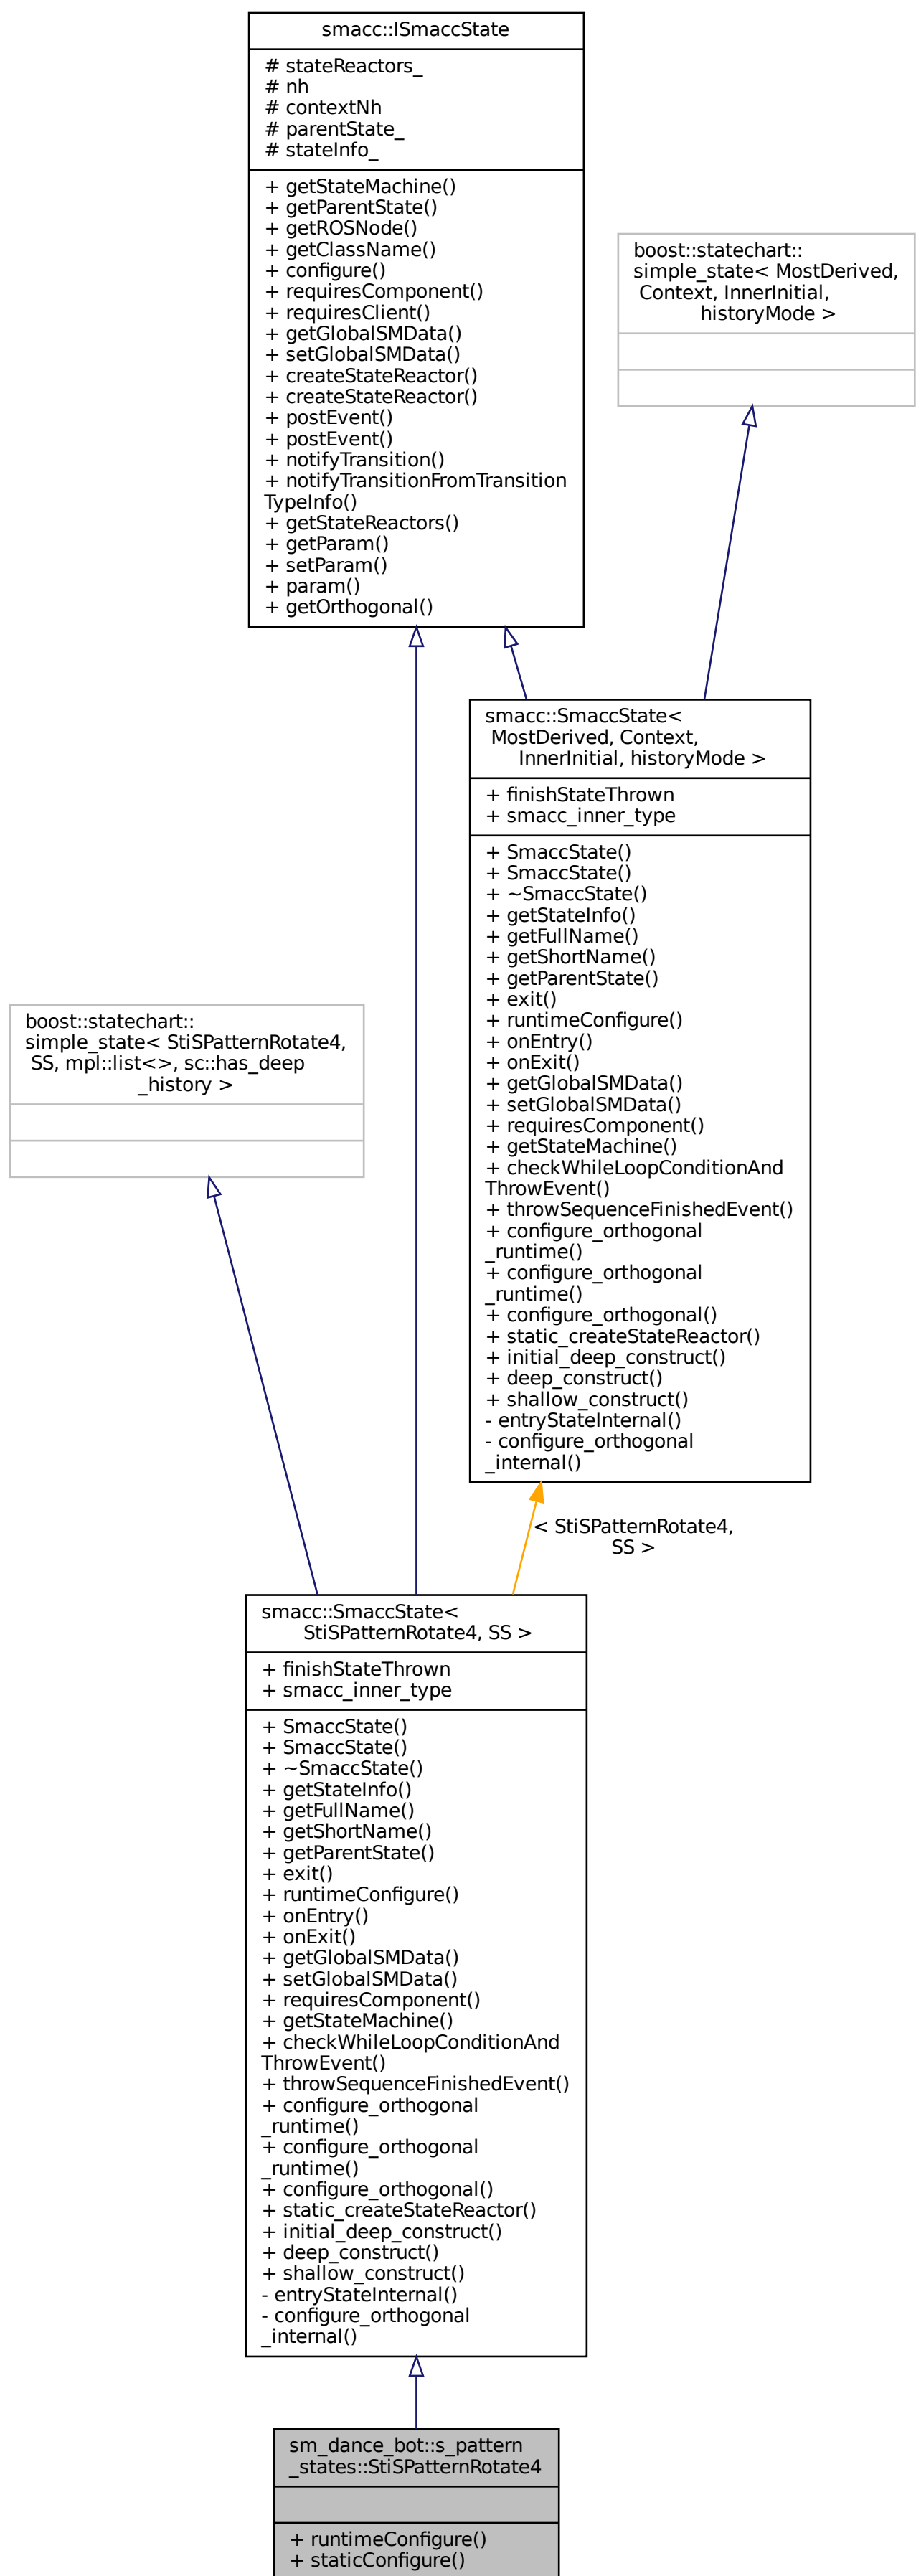 smacc::ISmaccState
# stateReactors_
# nh
# contextNh
# parentState_
# stateInfo_
+ getStateMachine()
+ getParentState()
+ getROSNode()
+ getClassName()
+ configure()
+ requiresComponent()
+ requiresClient()
+ getGlobalSMData()
+ setGlobalSMData()
+ createStateReactor()
+ createStateReactor()
+ postEvent()
+ postEvent()
+ notifyTransition()
+ notifyTransitionFromTransition
TypeInfo()
+ getStateReactors()
+ getParam()
+ setParam()
+ param()
+ getOrthogonal()
boost::statechart::
simple_state< MostDerived,
Context, InnerInitial,
historyMode >
smacc::SmaccState<
MostDerived, Context,
InnerInitial, historyMode >
+ finishStateThrown
+ smacc_inner_type
+ SmaccState()
+ SmaccState()
+ ~SmaccState()
+ getStateInfo()
+ getFullName()
+ getShortName()
+ getParentState()
+ exit()
+ runtimeConfigure()
+ onEntry()
+ onExit()
+ getGlobalSMData()
+ setGlobalSMData()
+ requiresComponent()
+ getStateMachine()
+ checkWhileLoopConditionAnd
ThrowEvent()
+ throwSequenceFinishedEvent()
+ configure_orthogonal
_runtime()
+ configure_orthogonal
_runtime()
+ configure_orthogonal()
+ static_createStateReactor()
+ initial_deep_construct()
+ deep_construct()
+ shallow_construct()
- entryStateInternal()
- configure_orthogonal
_internal()
boost::statechart::
simple_state< StiSPatternRotate4,
SS, mpl::list<>, sc::has_deep
_history >
< StiSPatternRotate4,
SS >
smacc::SmaccState<
StiSPatternRotate4, SS >
+ finishStateThrown
+ smacc_inner_type
+ SmaccState()
+ SmaccState()
+ ~SmaccState()
+ getStateInfo()
+ getFullName()
+ getShortName()
+ getParentState()
+ exit()
+ runtimeConfigure()
+ onEntry()
+ onExit()
+ getGlobalSMData()
+ setGlobalSMData()
+ requiresComponent()
+ getStateMachine()
+ checkWhileLoopConditionAnd
ThrowEvent()
+ throwSequenceFinishedEvent()
+ configure_orthogonal
_runtime()
+ configure_orthogonal
_runtime()
+ configure_orthogonal()
+ static_createStateReactor()
+ initial_deep_construct()
+ deep_construct()
+ shallow_construct()
- entryStateInternal()
- configure_orthogonal
_internal()
sm_dance_bot::s_pattern
_states::StiSPatternRotate4
+ runtimeConfigure()
+ staticConfigure()